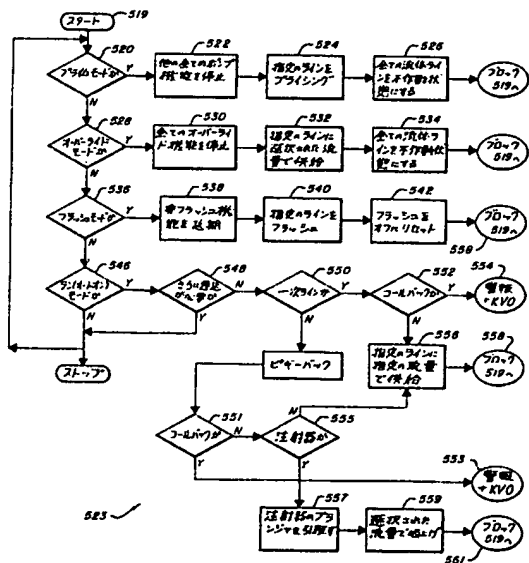 スタート
519
520
プライムモードか
Y
N
522
他の全てのポンプ
機能を停止
524
指定のラインを
プライシング
526
全ての流体ライ
ンを不作動状
態にする
ブロック
519へ
528
オーバーライド
モードか
Y
N
530
全てのオーバーライ
ド機能を停止
532
指定のラインに
選択された流
量で供給
534
全ての流体ラ
インを不作動状
態にする
ブロック
519へ
536
フラッシュモードか
Y
N
538
非フラッシュ機
能を延期
540
指定のライン
をフラッシュ
542
フラッシュを
オフにリセット
ブロック
519へ
558
546
ラン(オートオン)
モードか
Y
N
548
さらに遅延
が必要か
N
Y
550
一次ラインか
Y
N
552
コールバックか
Y
N
554
警報
+KVO
ストップ
ピギーバック
556
指定のラインに
指定の流量
で供給
558
ブロック
519へ
551
コールバックか
N
Y
555
注射器か
N
Y
553
警報
+KVO
523
557
注射器のプラ
ンジャを引戻す
559
選択された
流量で
ブロック
519へ
561